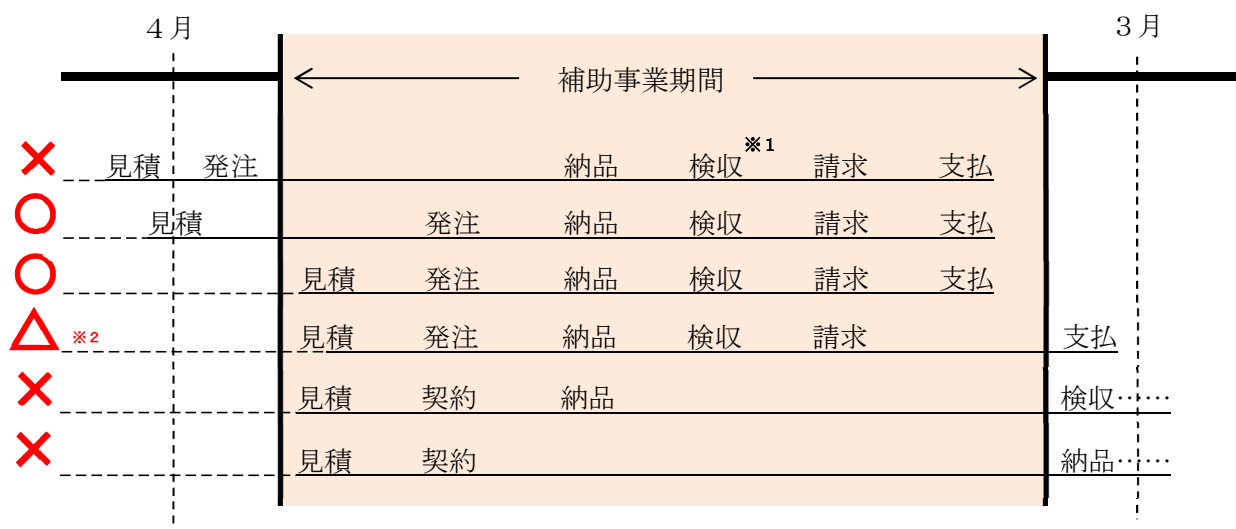 ４月
３月
補助事業期間
見積 発注 納品 検収※1 請求 支払
見積 発注 納品 検収 請求 支払
見積 発注 納品 検収 請求 支払
※2 見積 発注 納品 検収 請求 支払
見積 契約 納品 検収……
見積 契約 納品……